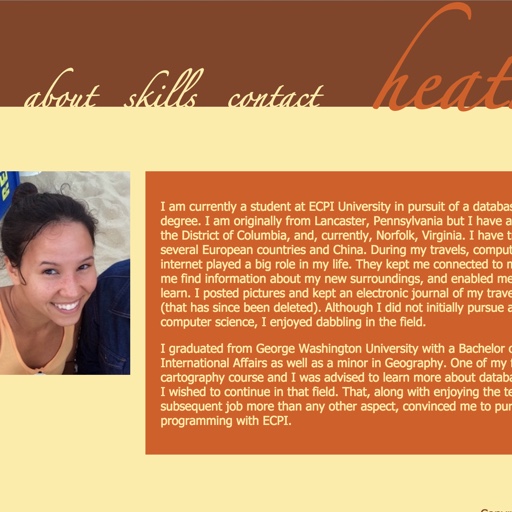 about skills contact heat
I am currently a student at ECPI University in pursuit of a databas
degree. I am originally from Lancaster, Pennsylvania but I have a
the District of Columbia, and, currently, Norfolk, Virginia. I have t
several European countries and China. During my travels, comput
internet played a big role in my life. They kept me connected to m
me find information about my new surroundings, and enabled me
learn. I posted pictures and kept an electronic journal of my trave
(that has since been deleted). Although I did not initially pursue a
computer science, I enjoyed dabbling in the field.
I graduated from George Washington University with a Bachelor o
International Affairs as well as a minor in Geography. One of my f
cartography course and I was advised to learn more about databa
I wished to continue in that field. That, along with enjoying the te
subsequent job more than any other aspect, convinced me to pur
programming with ECPI.